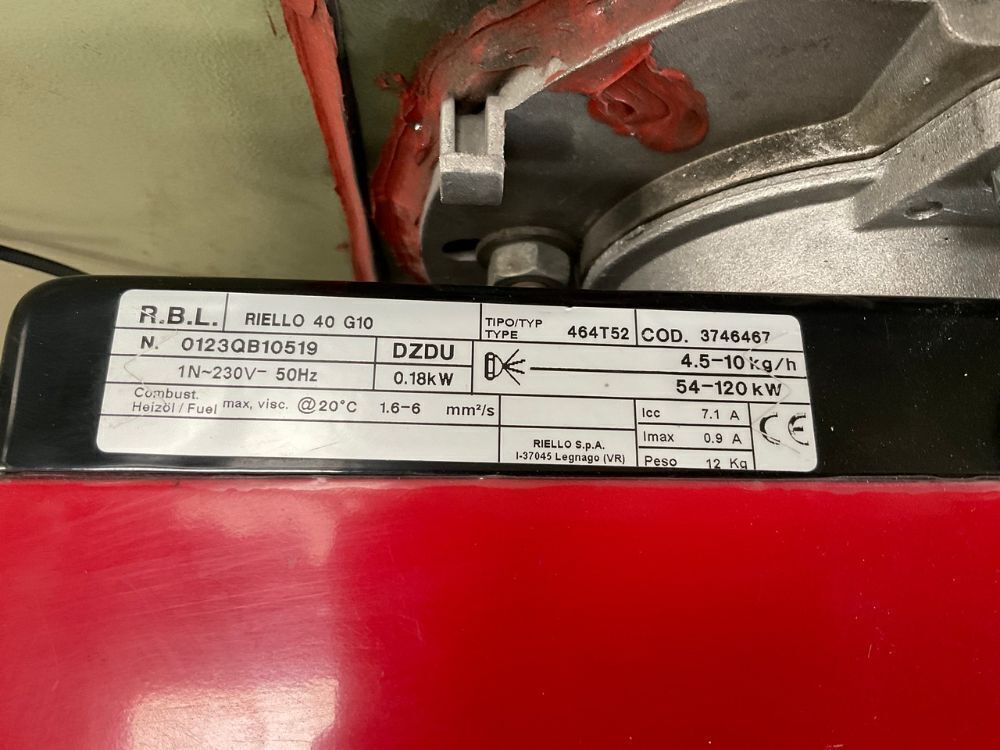 R.B.L. RIELLO 40 G10
TIPO/TYP
TYPE 464T52
COD. 3746467
N. 0123QB10519
DZDU
4.5-10 kg/h
1N~230V- 50Hz
0.18kW
54-120 kW
Combust.
Heizöl / Fuel max, visc. @20°C 1.6-6 mm²/s
Icc 7.1 A
Imax 0.9 A
RIELLO S.p.A.
I-37045 Legnago (VR)
Peso 12 Kg
CE